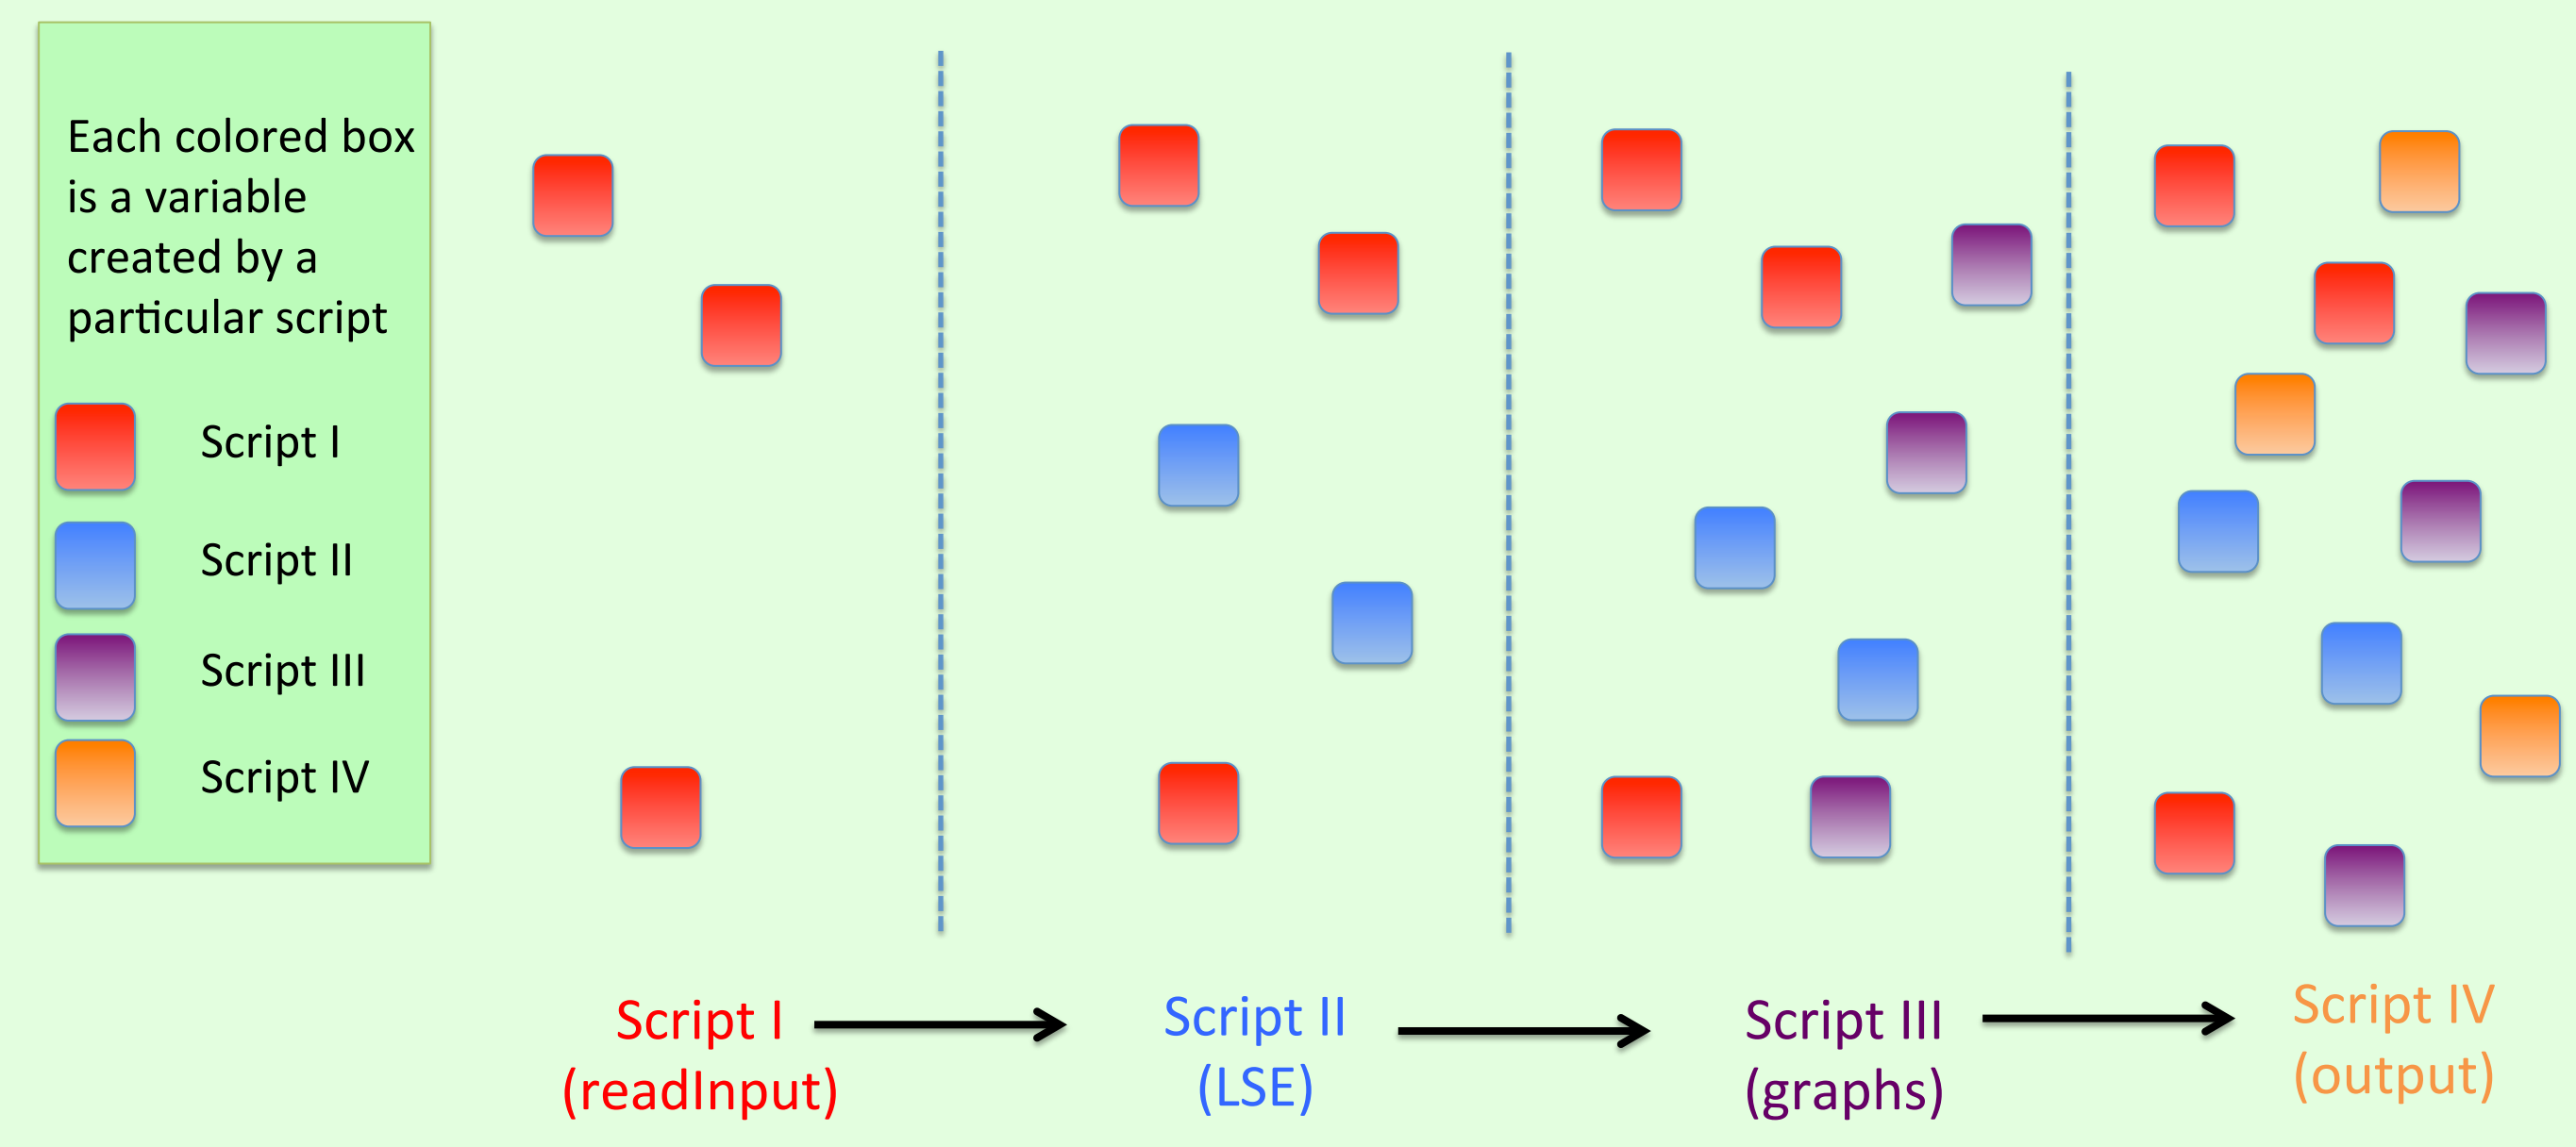 Each colored box
is a variable
created by a
particular script
Script I
Script II
Script III
Script IV
Script I
(readInput)
Script II
(LSE)
Script III
(graphs)
Script IV
(output)